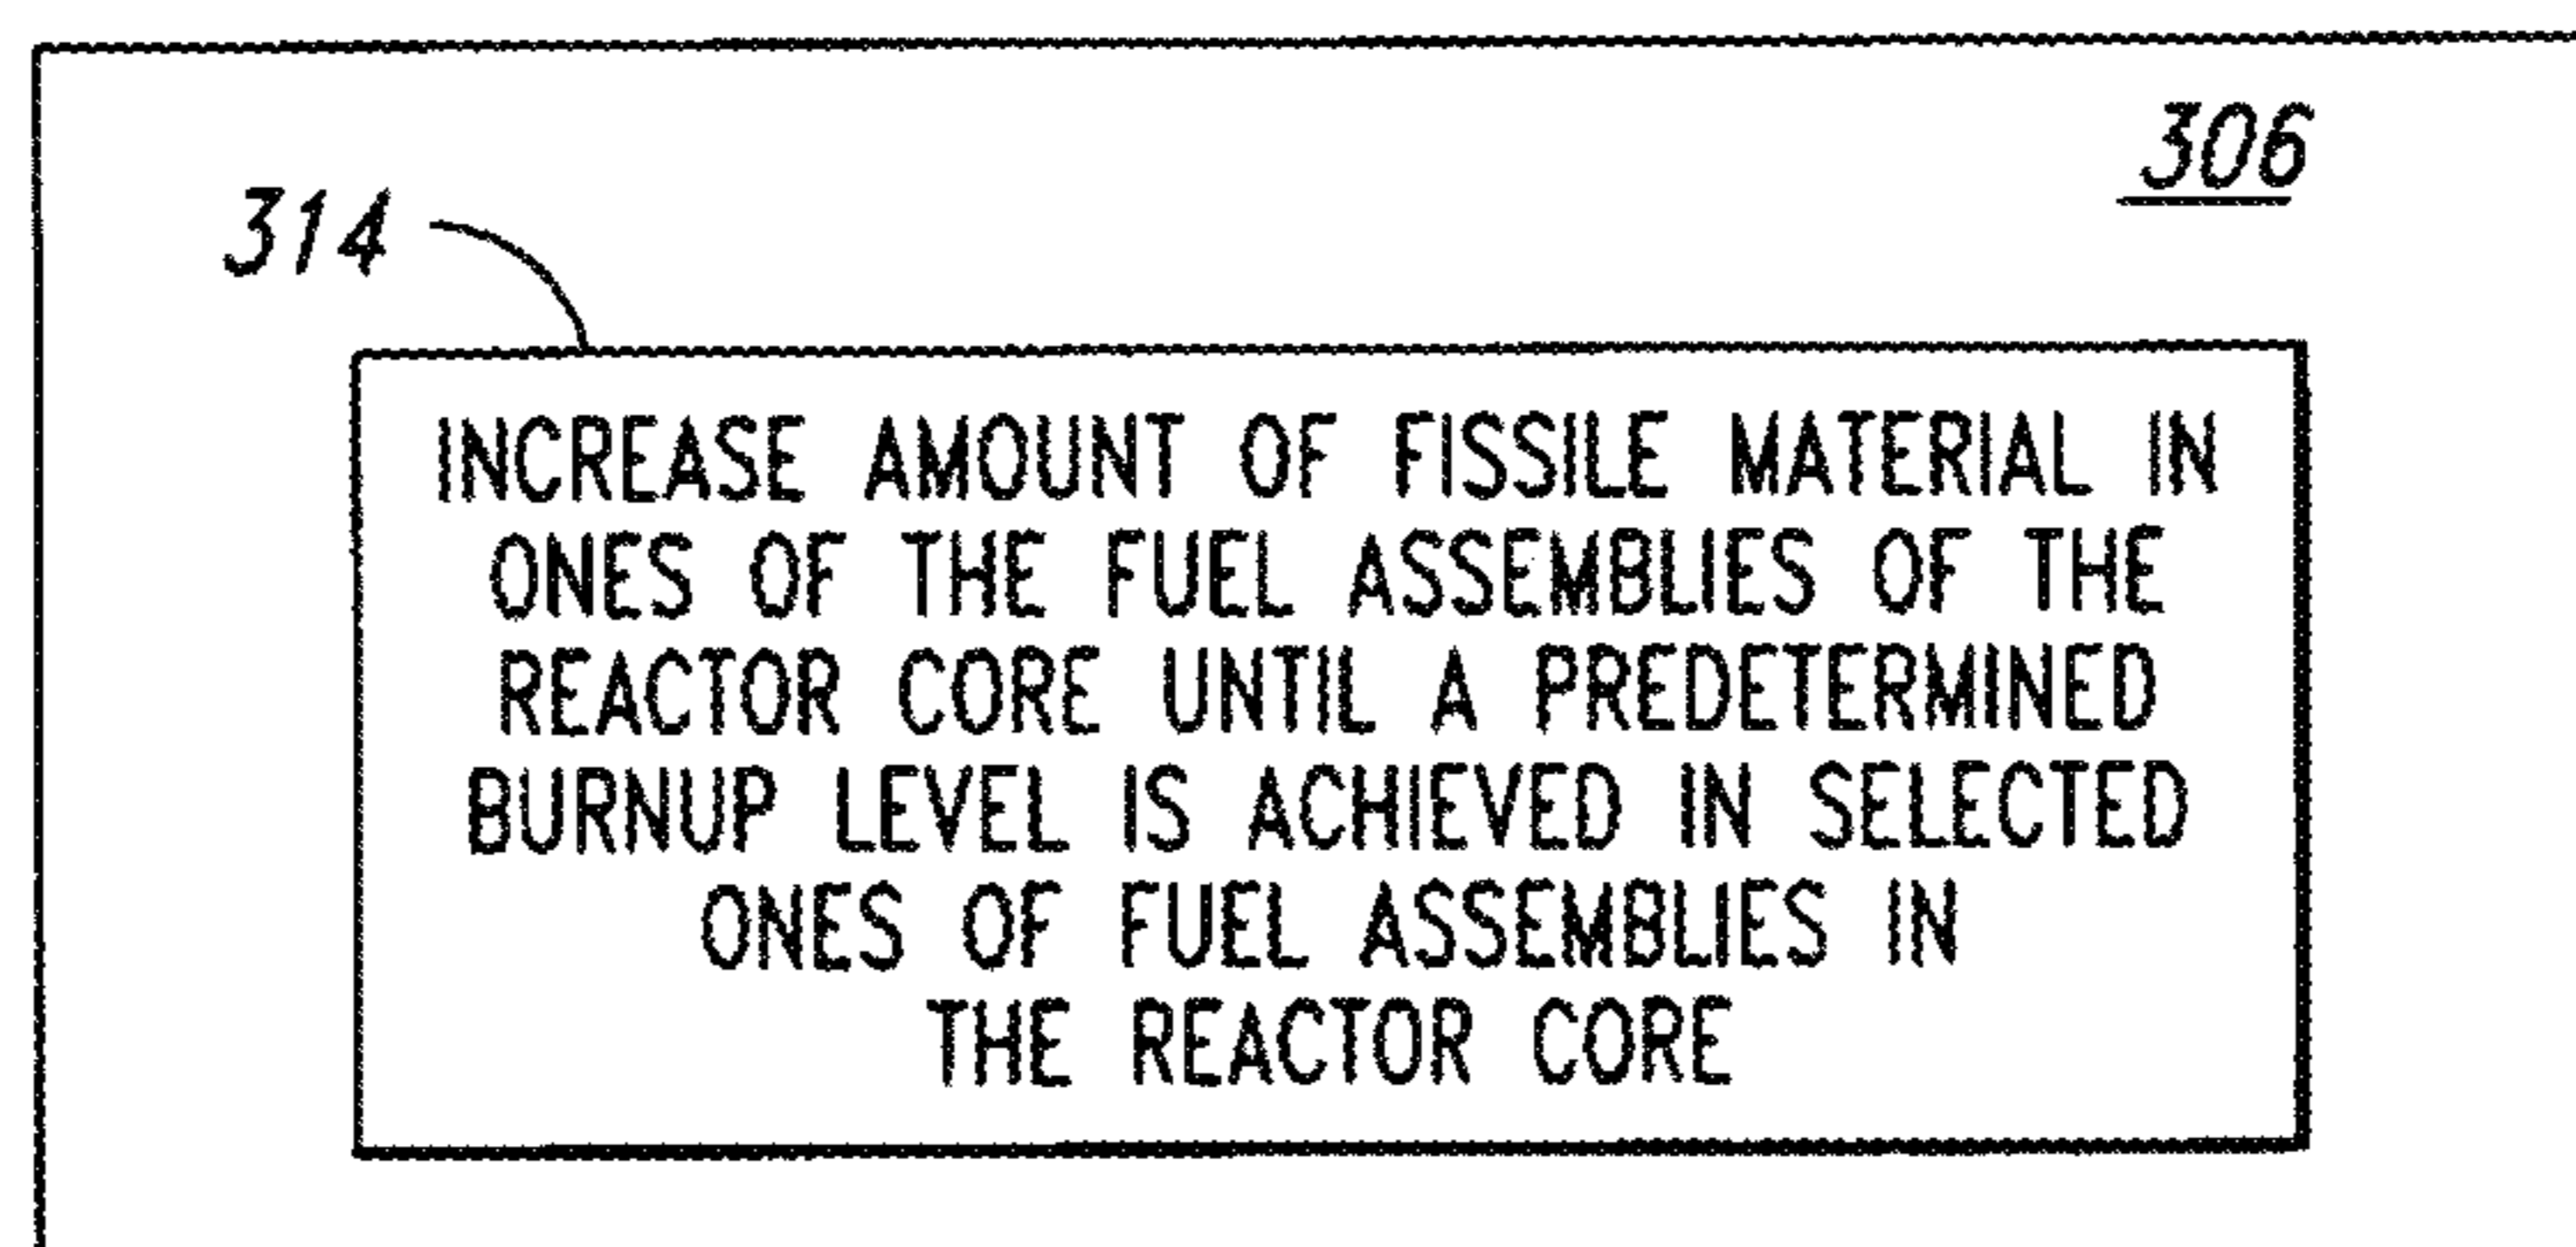 306
314
INCREASE AMOUNT OF FISSILE MATERIAL IN
ONES OF THE FUEL ASSEMBLIES OF THE
REACTOR CORE UNTIL A PREDETERMINED
BURNUP LEVEL IS ACHIEVED IN SELECTED
ONES OF FUEL ASSEMBLIES IN
THE REACTOR CORE